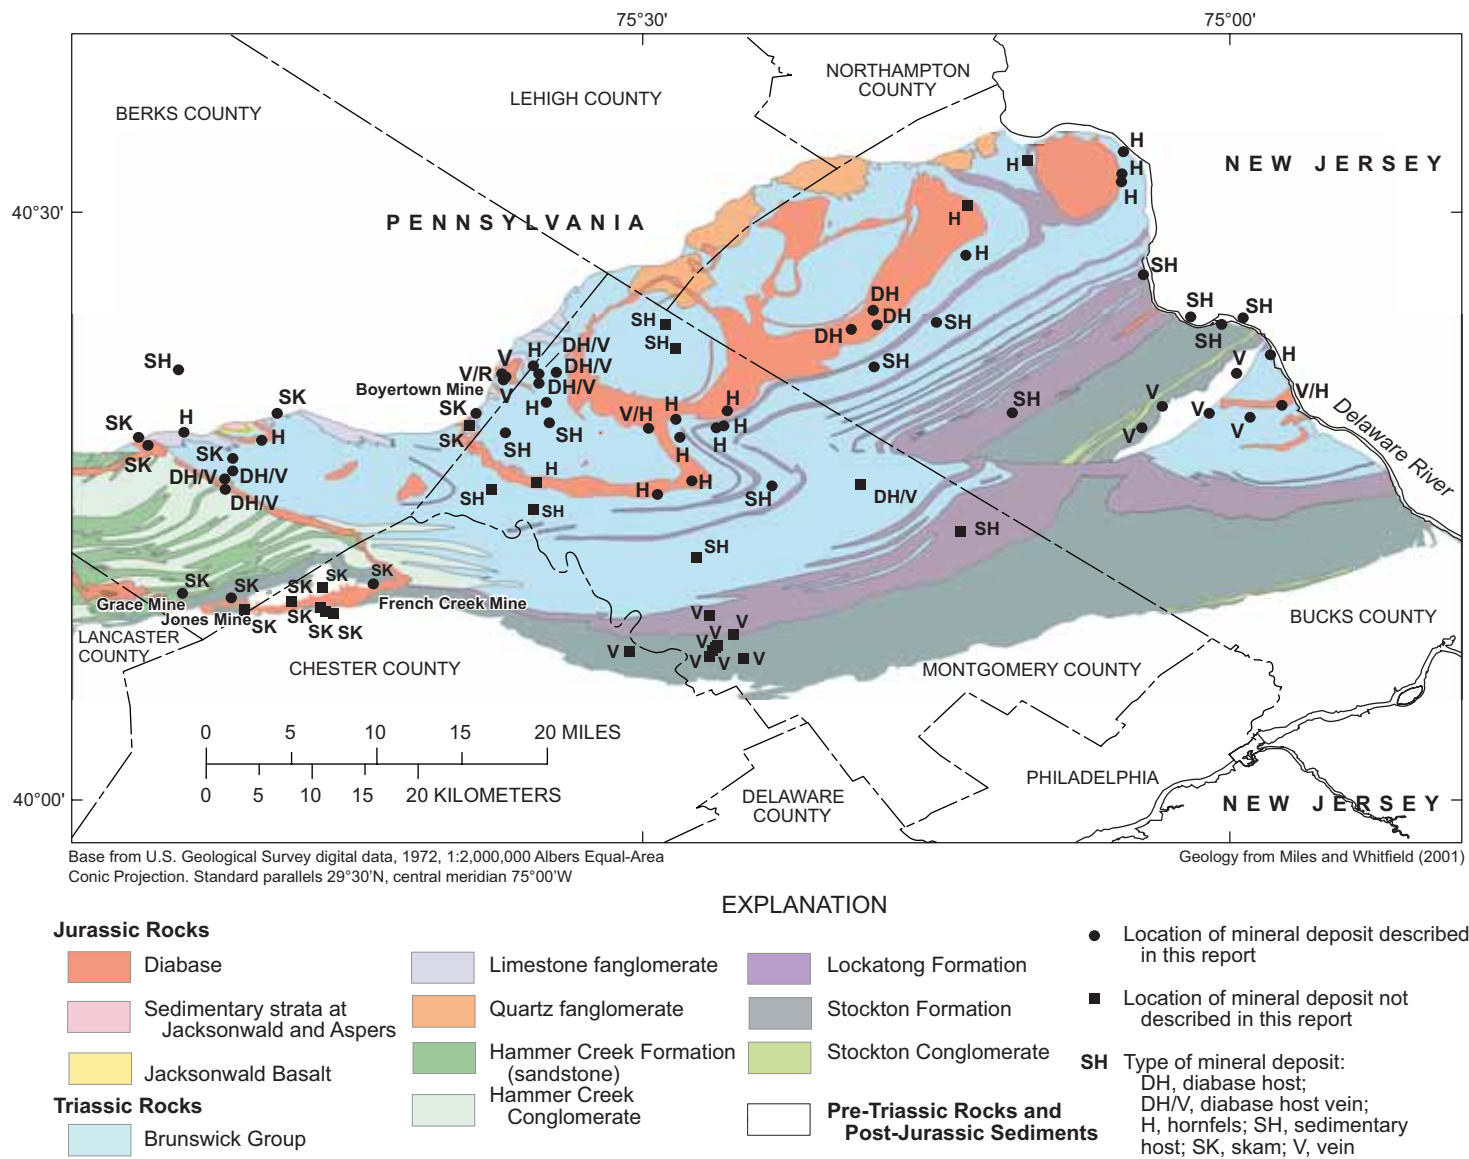 75°30' 75°00'
NORTHAMPTON
COUNTY
LEHIGH COUNTY
BERKS COUNTY
H
NEW JERSEY
H
H
H
40°30' 40°30'
PENNSYLVANIA
H
H
SH
DH
SH SH
SH DH SH
DH SH
SH
SH H DH/V
SH V DH/V SH H
V/R V
Boyertown Mine V DH/V
SK V/H
SK H SK H V/H H SH V V
SK H SK SH SH H H V V
SK
DH/V DH/V H H H
DH/V SH SH DH/V
SH
Delaware River
SH
SH
SK SK SK SK SK
Grace Mine French Creek Mine
Jones Mine SK SK
SK SK
V V
V V V V V
LANCASTER
COUNTY
CHESTER COUNTY
BUCKS COUNTY
MONTGOMERY COUNTY
0 5 10 15 20 MILES
0 5 10 15 20 KILOMETERS
PHILADELPHIA
DELAWARE
COUNTY
NEW JERSEY
40°00'
Base from U.S. Geological Survey digital data, 1972, 1:2,000,000 Albers Equal-Area
Conic Projection. Standard parallels 29°30'N, central meridian 75°00'W
Geology from Miles and Whitfield (2001)
EXPLANATION
Jurassic Rocks
Diabase
Sedimentary strata at
Jacksonwald and Aspers
Jacksonwald Basalt
Triassic Rocks
Brunswick Group
Limestone fanglomerate
Quartz fanglomerate
Hammer Creek Formation
(sandstone)
Hammer Creek
Conglomerate
Lockatong Formation
Stockton Formation
Stockton Conglomerate
Pre-Triassic Rocks and
Post-Jurassic Sediments
Location of mineral deposit described
in this report
Location of mineral deposit not
described in this report
SH Type of mineral deposit:
DH, diabase host;
DH/V, diabase host vein;
H, hornfels; SH, sedimentary
host; SK, skam; V, vein